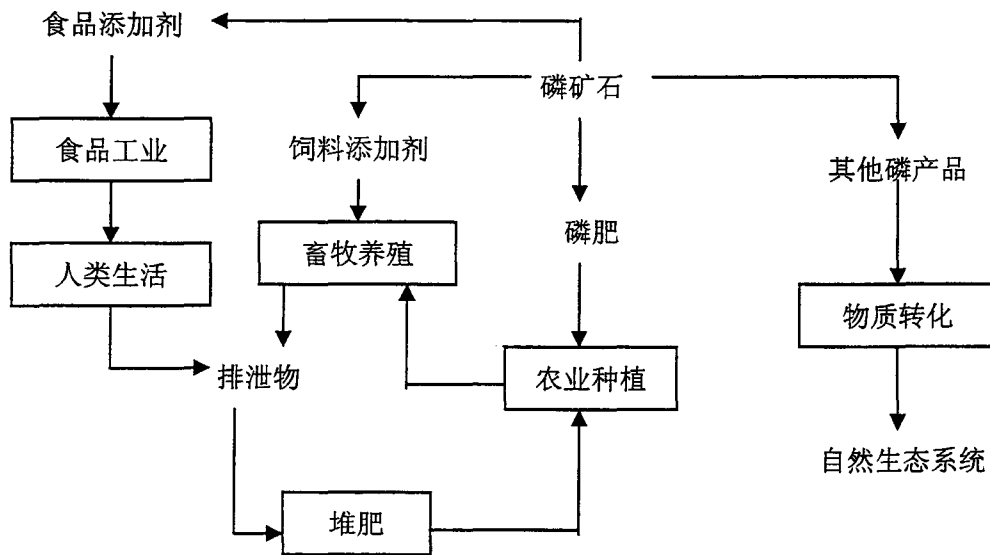 食品添加剂
磷矿石
食品工业
饲料添加剂
其他磷产品
磷肥
畜牧养殖
人类生活
物质转化
排泄物
农业种植
自然生态系统
堆肥